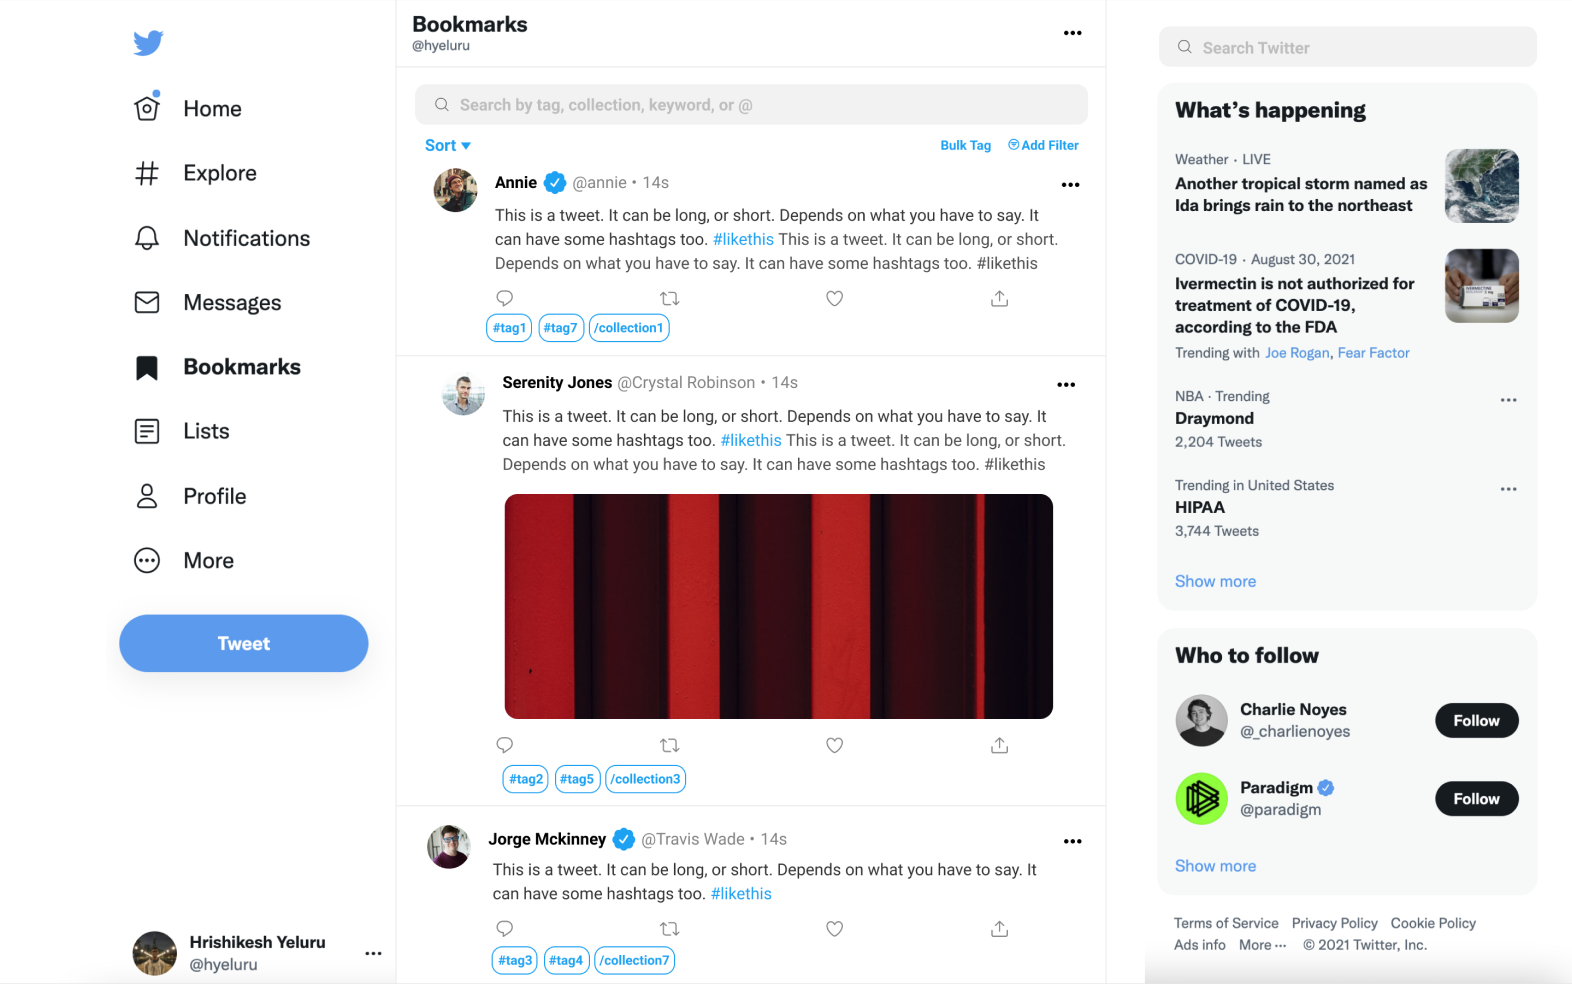 Home
Explore
Notifications
Messages
Bookmarks
Lists
Profile
More
Tweet
Hrishikesh Yeluru
@hyeluru
Bookmarks
@hyeluru
Search by tag, collection, keyword, or @
Sort
Bulk Tag
Add Filter
Annie @annie • 14s
This is a tweet. It can be long, or short. Depends on what you have to say. It
can have some hashtags too. #likethis This is a tweet. It can be long, or short.
Depends on what you have to say. It can have some hashtags too. #likethis
#tag1 #tag7 /collection1
Serenity Jones @Crystal Robinson • 14s
This is a tweet. It can be long, or short. Depends on what you have to say. It
can have some hashtags too. #likethis This is a tweet. It can be long, or short.
Depends on what you have to say. It can have some hashtags too. #likethis
#tag2 #tag5 /collection3
Jorge Mckinney @Travis Wade • 14s
This is a tweet. It can be long, or short. Depends on what you have to say. It
can have some hashtags too. #likethis
#tag3 #tag4 /collection7
Search Twitter
What's happening
Weather · LIVE
Another tropical storm named as
Ida brings rain to the northeast
COVID-19 · August 30, 2021
Ivermectin is not authorized for
treatment of COVID-19,
according to the FDA
Trending with Joe Rogan, Fear Factor
NBA · Trending
Draymond
2,204 Tweets
Trending in United States
HIPAA
3,744 Tweets
Show more
Who to follow
Charlie Noyes
@_charlienoyes
Follow
Paradigm
@paradigm
Follow
Show more
Terms of Service Privacy Policy Cookie Policy
Ads info More ··· © 2021 Twitter, Inc.